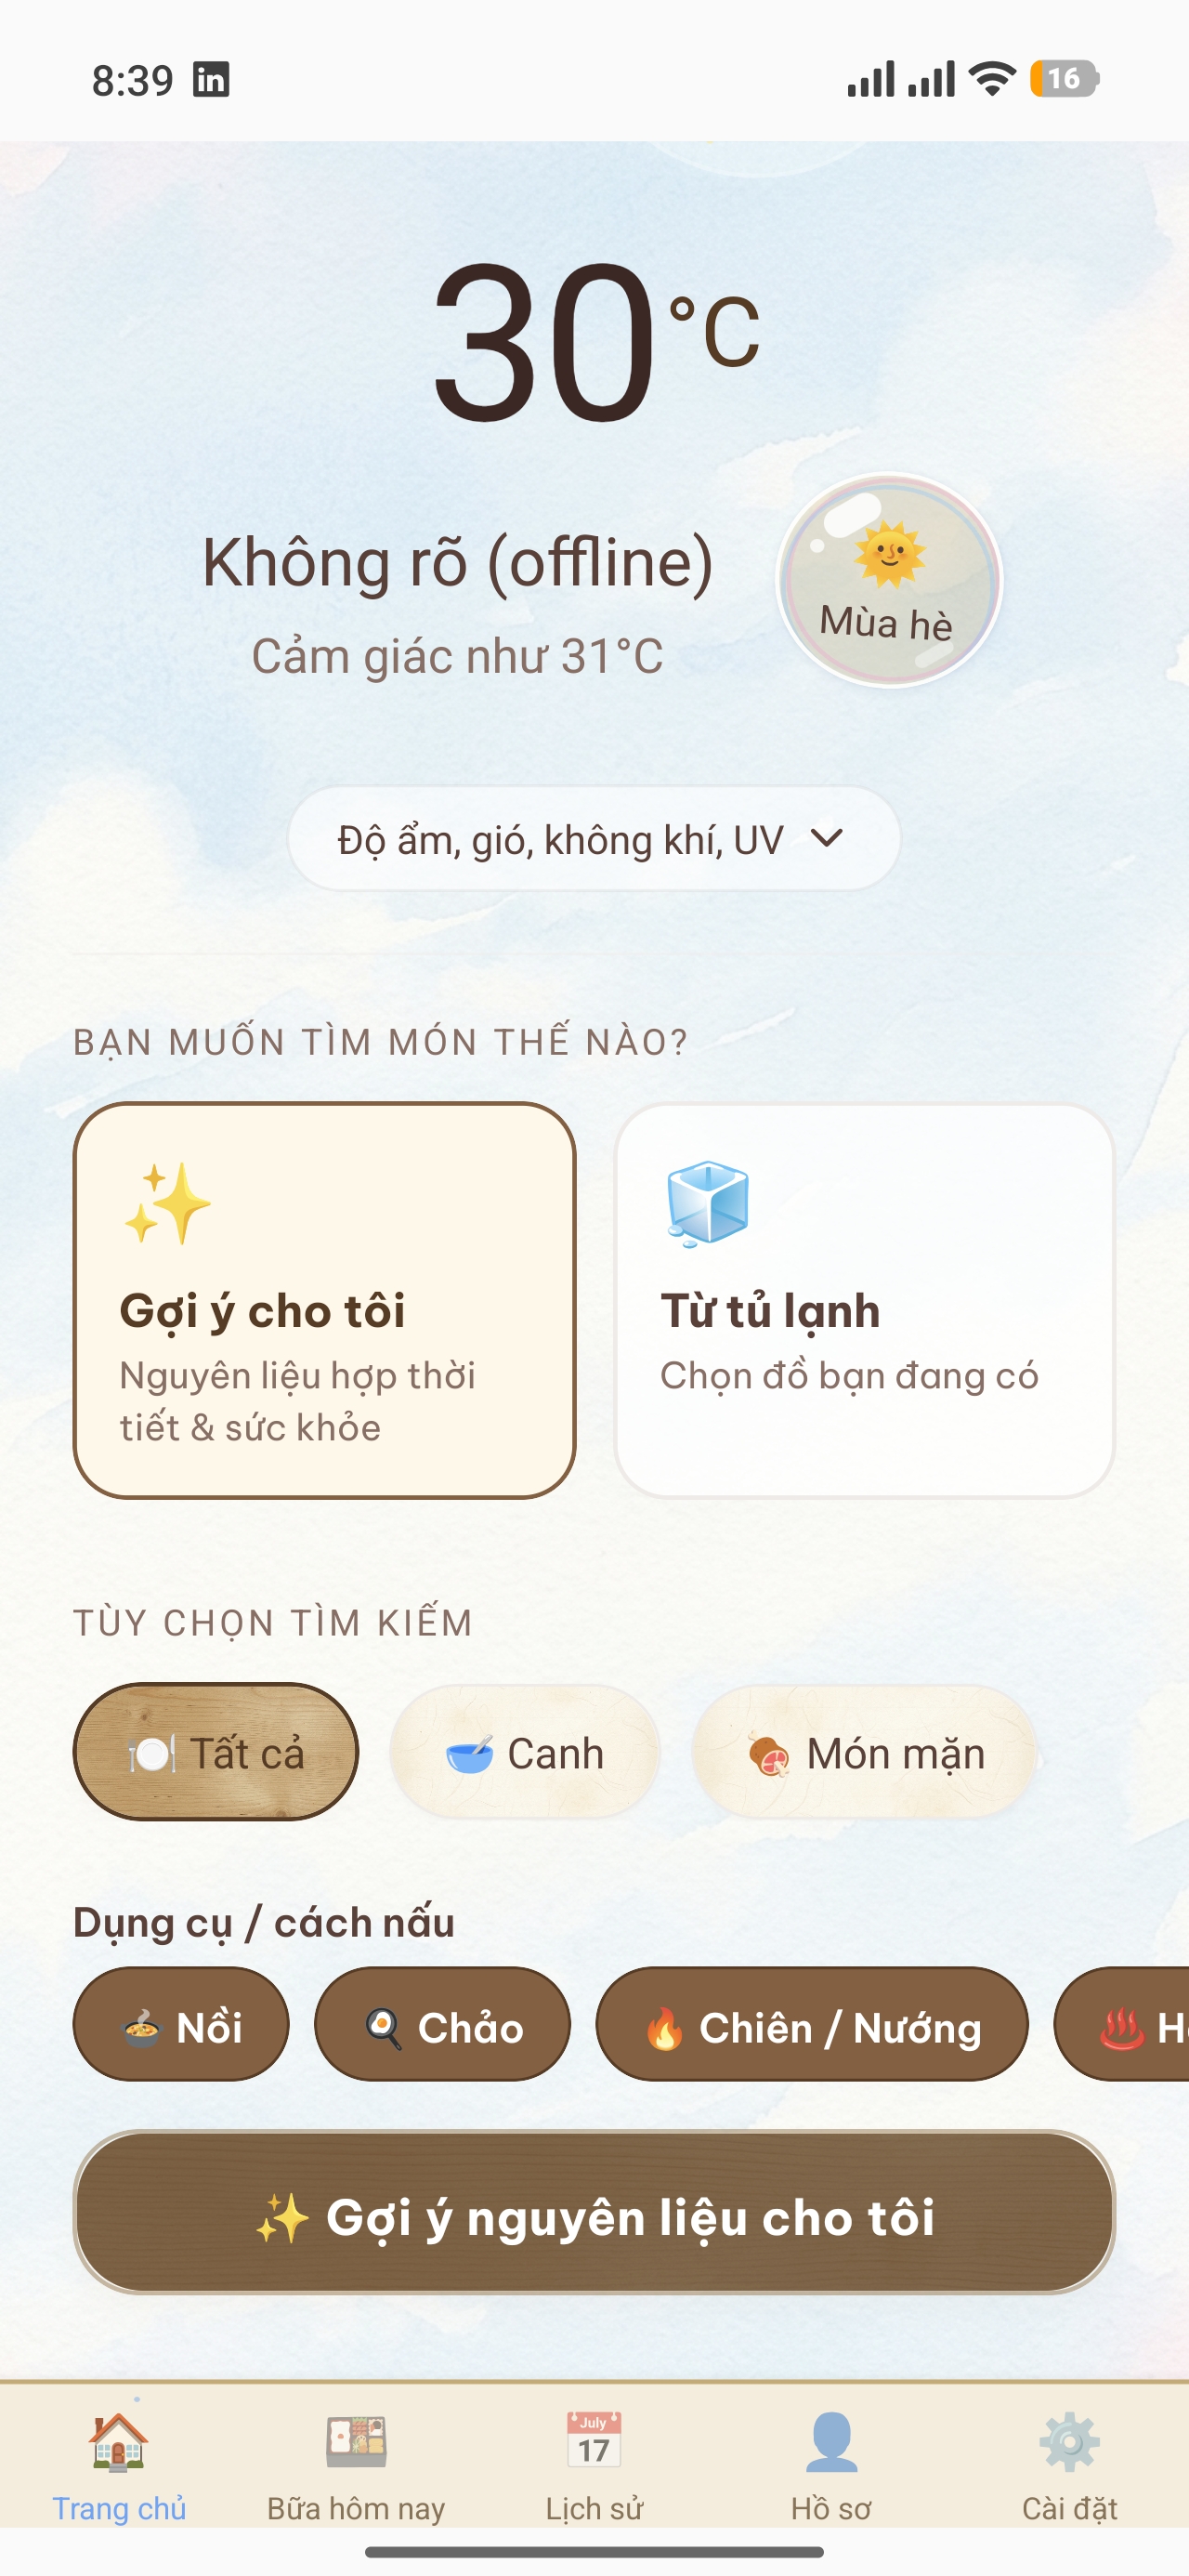 8:39 in 16
30°C
Không rõ (offline)
Cảm giác như 31°C
Mùa hè
Độ ẩm, gió, không khí, UV
BẠN MUỐN TÌM MÓN THẾ NÀO?
Gợi ý cho tôi
Nguyên liệu hợp thời
tiết & sức khỏe
Từ tủ lạnh
Chọn đồ bạn đang có
TÙY CHỌN TÌM KIẾM
Tất cả Canh Món mặn
Dụng cụ / cách nấu
Nồi Chảo Chiên / Nướng
Gợi ý nguyên liệu cho tôi
July
17
Trang chủ Bữa hôm nay Lịch sử Hồ sơ Cài đặt